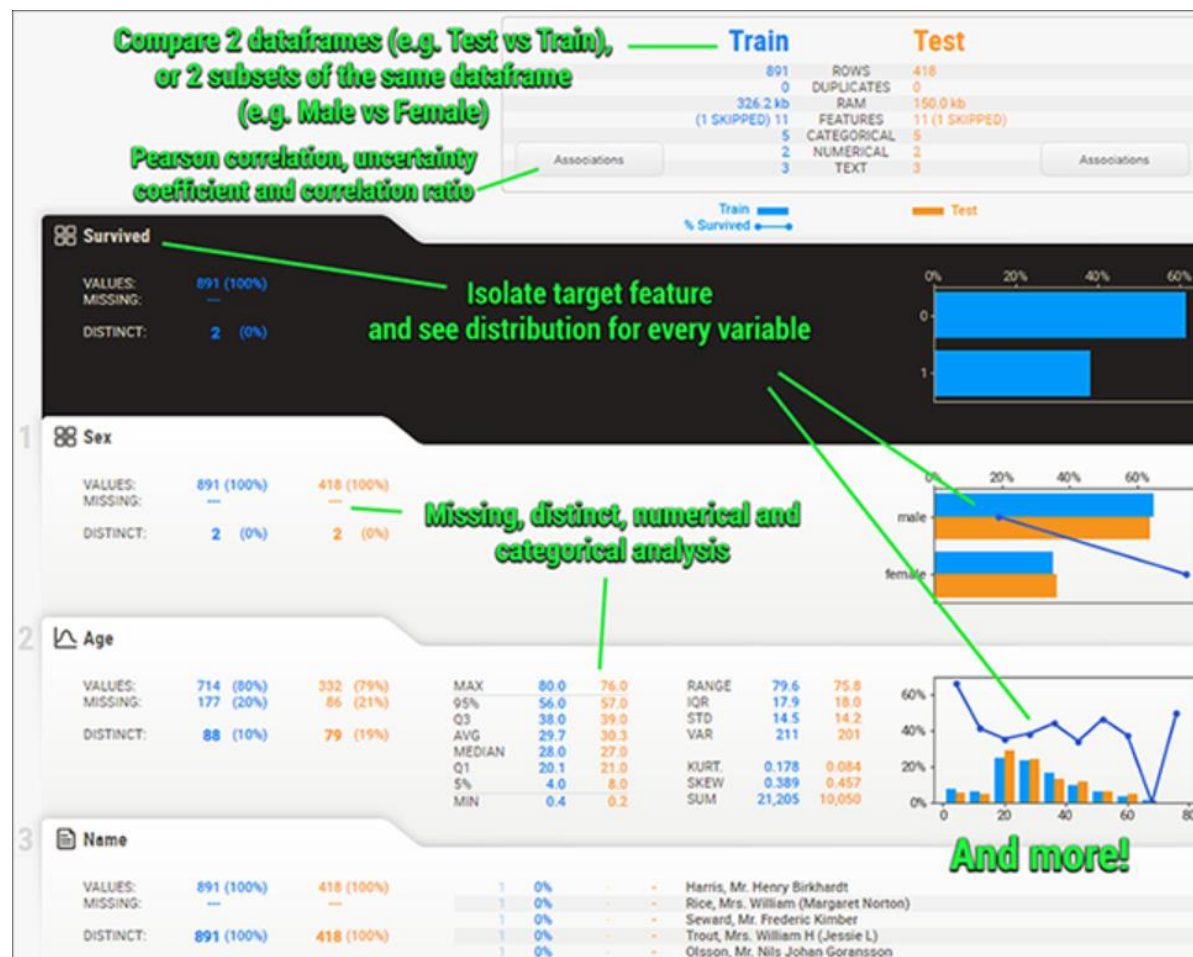 Compare 2 dataframes (e.g. Test vs Train),
or 2 subsets of the same dataframe
(e.g. Male vs Female)
Pearson correlation, uncertainty
coefficient and correlation ratio
Train Test
891 ROWS 418
0 DUPLICATES 0
326.2 kb RAM 150.0 kb
(1 SKIPPED) 11 FEATURES 11 (1 SKIPPED)
5 CATEGORICAL 5
2 NUMERICAL 2
3 TEXT 3
Associations Associations
Train Test
% Survived
Survived
VALUES: 891 (100%)
MISSING: ---
DISTINCT: 2 (0%)
Isolate target feature
and see distribution for every variable
0% 20% 40% 60%
0
1
1 Sex
VALUES: 891 (100%) 418 (100%)
MISSING: --- ---
DISTINCT: 2 (0%) 2 (0%)
Missing, distinct, numerical and
categorical analysis
0% 20% 40% 60%
male
female
2 Age
VALUES: 714 (80%) 332 (79%)
MISSING: 177 (20%) 86 (21%)
DISTINCT: 88 (10%) 79 (19%)
MAX 80.0 76.0
95% 56.0 57.0
Q3 38.0 39.0
AVG 29.7 30.3
MEDIAN 28.0 27.0
Q1 20.1 21.0
5% 4.0 8.0
MIN 0.4 0.2
RANGE 79.6 75.8
IQR 17.9 18.0
STD 14.5 14.2
VAR 211 201
KURT. 0.178 0.084
SKEW 0.389 0.457
SUM 21,205 10,050
60%
40%
20%
0%
0 20 40 60 80
And more!
3 Name
VALUES: 891 (100%) 418 (100%)
MISSING: --- ---
DISTINCT: 891 (100%) 418 (100%)
1 0% - - Harris, Mr. Henry Birkhardt
1 0% - - Rice, Mrs. William (Margaret Norton)
1 0% - - Seward, Mr. Frederic Kimber
1 0% - - Trout, Mrs. William H (Jessie L)
1 0% - - Olsson, Mr. Nils Johan Goransson